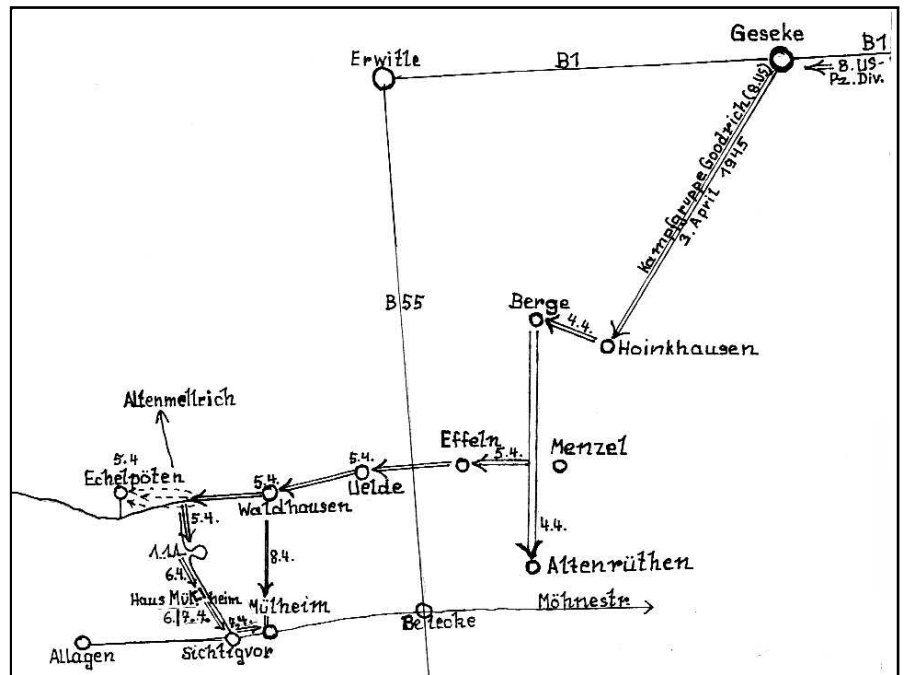 Geseke
B1
B1
Erwitte
8. US-
Pz. Div.
Kampfgruppe Goodrich (8.US)
3. April 1945
B55
Berge
4.4.
Hoinkhausen
Altenmellrich
Effeln
Menzel
5.4.
5.4
Echelpöten
5.4.
5.4.
Uelde
Waldhausen
5.4.
4.4.
8.4.
Altenrüthen
6.4.
Haus Mülheim
6./7.4.
Mülheim
7.4.
Möhnestr.
Belecke
Sichtigvor
Allagen